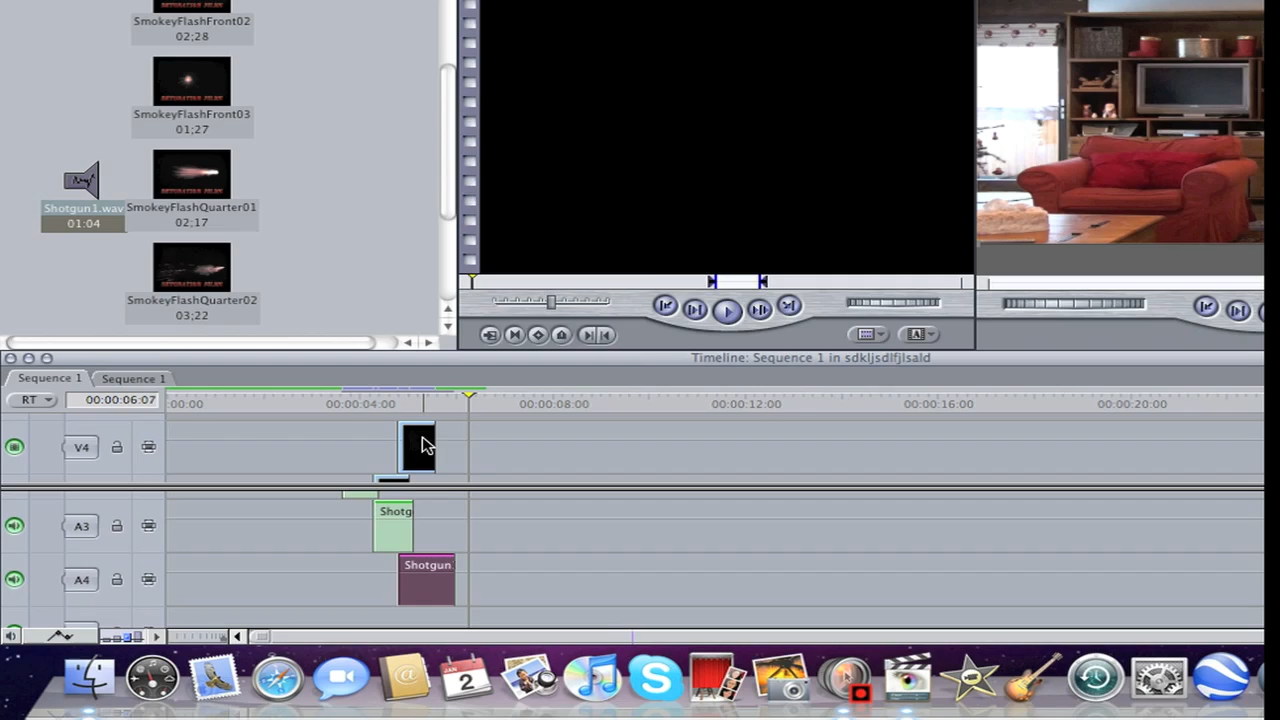 SmokeyFlashFront02
02;28
SmokeyFlashFront03
01;27
Shotgun1.wav
01:04
SmokeyFlashQuarter01
02;17
SmokeyFlashQuarter02
03;22
Timeline: Sequence 1 in sdkljsdlfjlsald
Sequence 1
Sequence 1
RT
00:00:06:07
:00:00
00:00:04:00
00:00:08:00
00:00:12:00
00:00:16:00
00:00:20:00
V4
A3
Shotg
A4
Shotgun
A
JAN
2